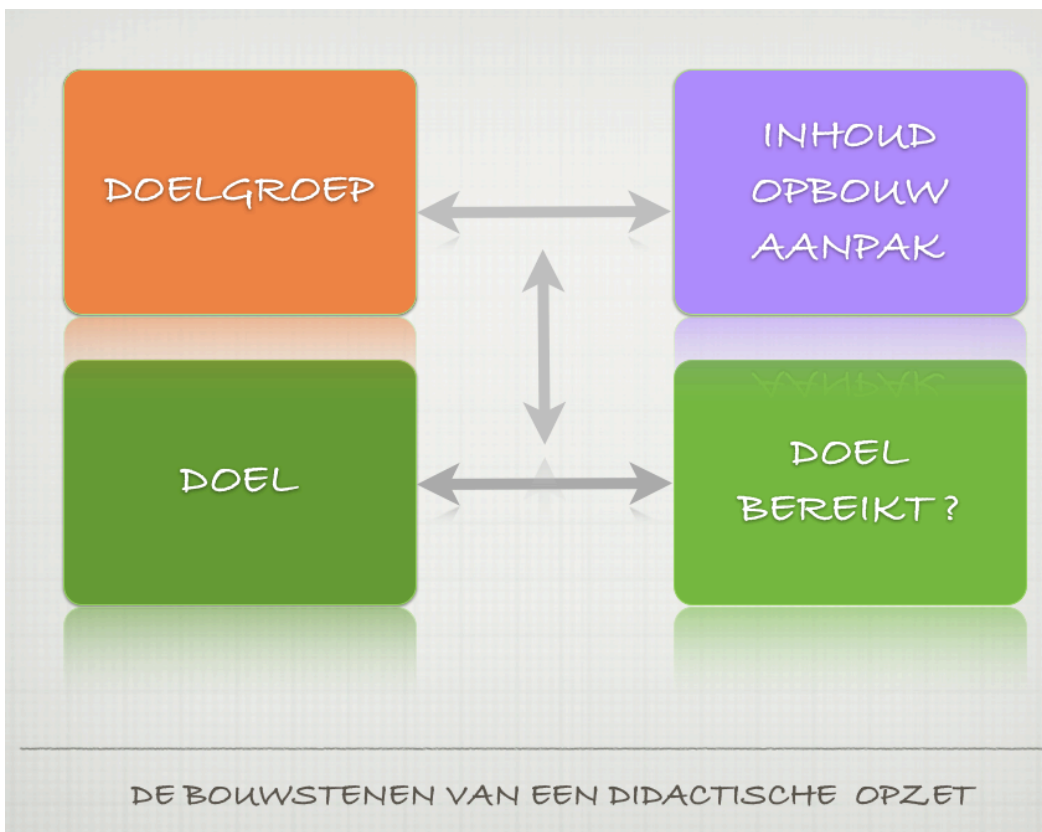 DOELGROEP
INHOUD
OPBOUW
AANPAK
DOEL
DOEL
BEREIKT ?
DE BOUWSTENEN VAN EEN DIDACTISCHE OPZET